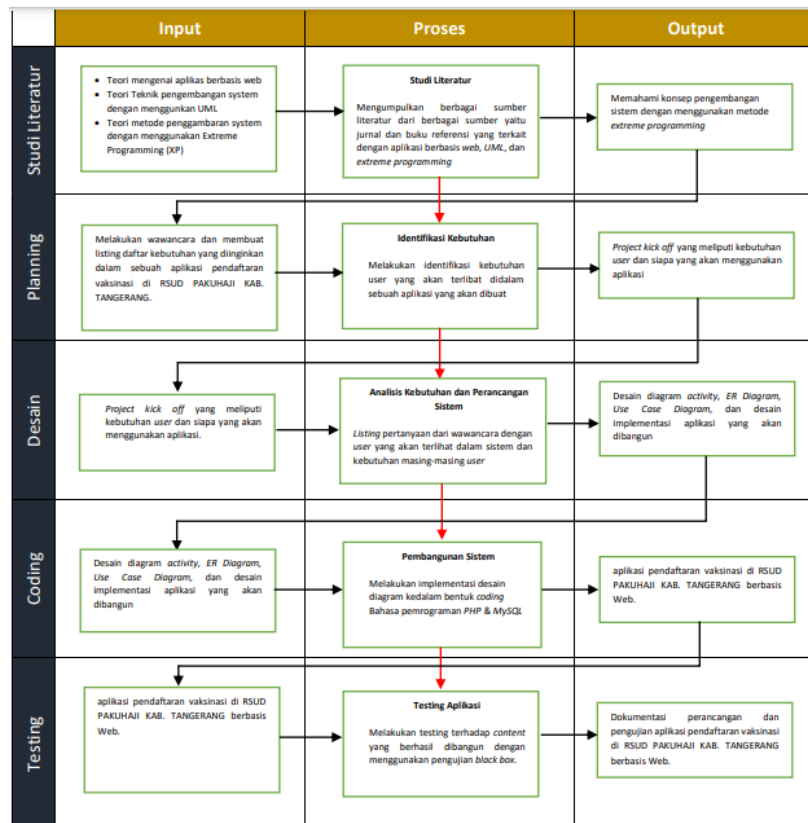 Input
Proses
Output
Studi Literatur
• Teori mengenai aplikas berbasis web
• Teori Teknik pengembangan system
dengan menggunkan UML
• Teori metode penggambaran system
dengan menggunakan Extreme
Programming (XP)
Studi Literatur
Mengumpulkan berbagai sumber
literatur dari berbagai sumber yaitu
jurnal dan buku referensi yang terkait
dengan aplikasi berbasis web, UML, dan
extreme programming
Memahami konsep pengembangan
sistem dengan menggunakan metode
extreme programming
Planning
Melakukan wawancara dan membuat
listing daftar kebutuhan yang diinginkan
dalam sebuah aplikasi pendaftaran
vaksinasi di RSUD PAKUHAJI KAB.
TANGERANG.
Identifikasi Kebutuhan
Melakukan identifikasi kebutuhan
user yang akan terlibat didalam
sebuah aplikasi yang akan dibuat
Project kick off yang meliputi kebutuhan
user dan siapa yang akan menggunakan
aplikasi
Desain
Project kick off yang meliputi
kebutuhan user dan siapa yang akan
menggunakan aplikasi.
Analisis Kebutuhan dan Perancangan
Sistem
Listing pertanyaan dari wawancara dengan
user yang akan terlihat dalam sistem dan
kebutuhan masing-masing user
Desain diagram activity, ER Diagram,
Use Case Diagram, dan desain
implementasi aplikasi yang akan
dibangun
Coding
Desain diagram activity, ER Diagram,
Use Case Diagram, dan desain
implementasi aplikasi yang akan
dibangun
Pembangunan Sistem
Melakukan implementasi desain
diagram kedalam bentuk coding
Bahasa pemrograman PHP & MySQL
aplikasi pendaftaran vaksinasi di RSUD
PAKUHAJI KAB. TANGERANG berbasis
Web.
Testing
aplikasi pendaftaran vaksinasi di RSUD
PAKUHAJI KAB. TANGERANG berbasis
Web.
Testing Aplikasi
Melakukan testing terhadap content
yang berhasil dibangun dengan
menggunakan pengujian black box.
Dokumentasi perancangan dan
pengujian aplikasi pendaftaran vaksinasi
di RSUD PAKUHAJI KAB. TANGERANG
berbasis Web.